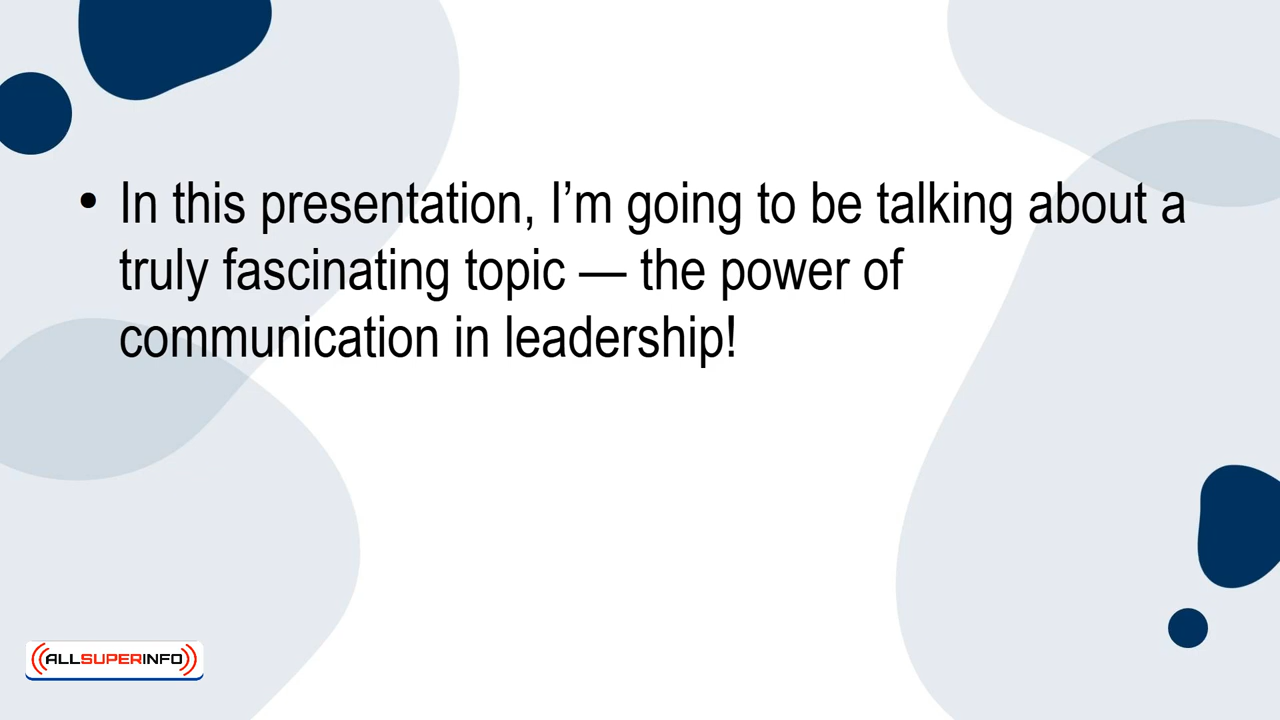 • In this presentation, I’m going to be talking about a
truly fascinating topic — the power of
communication in leadership!
ALLSUPERINFO